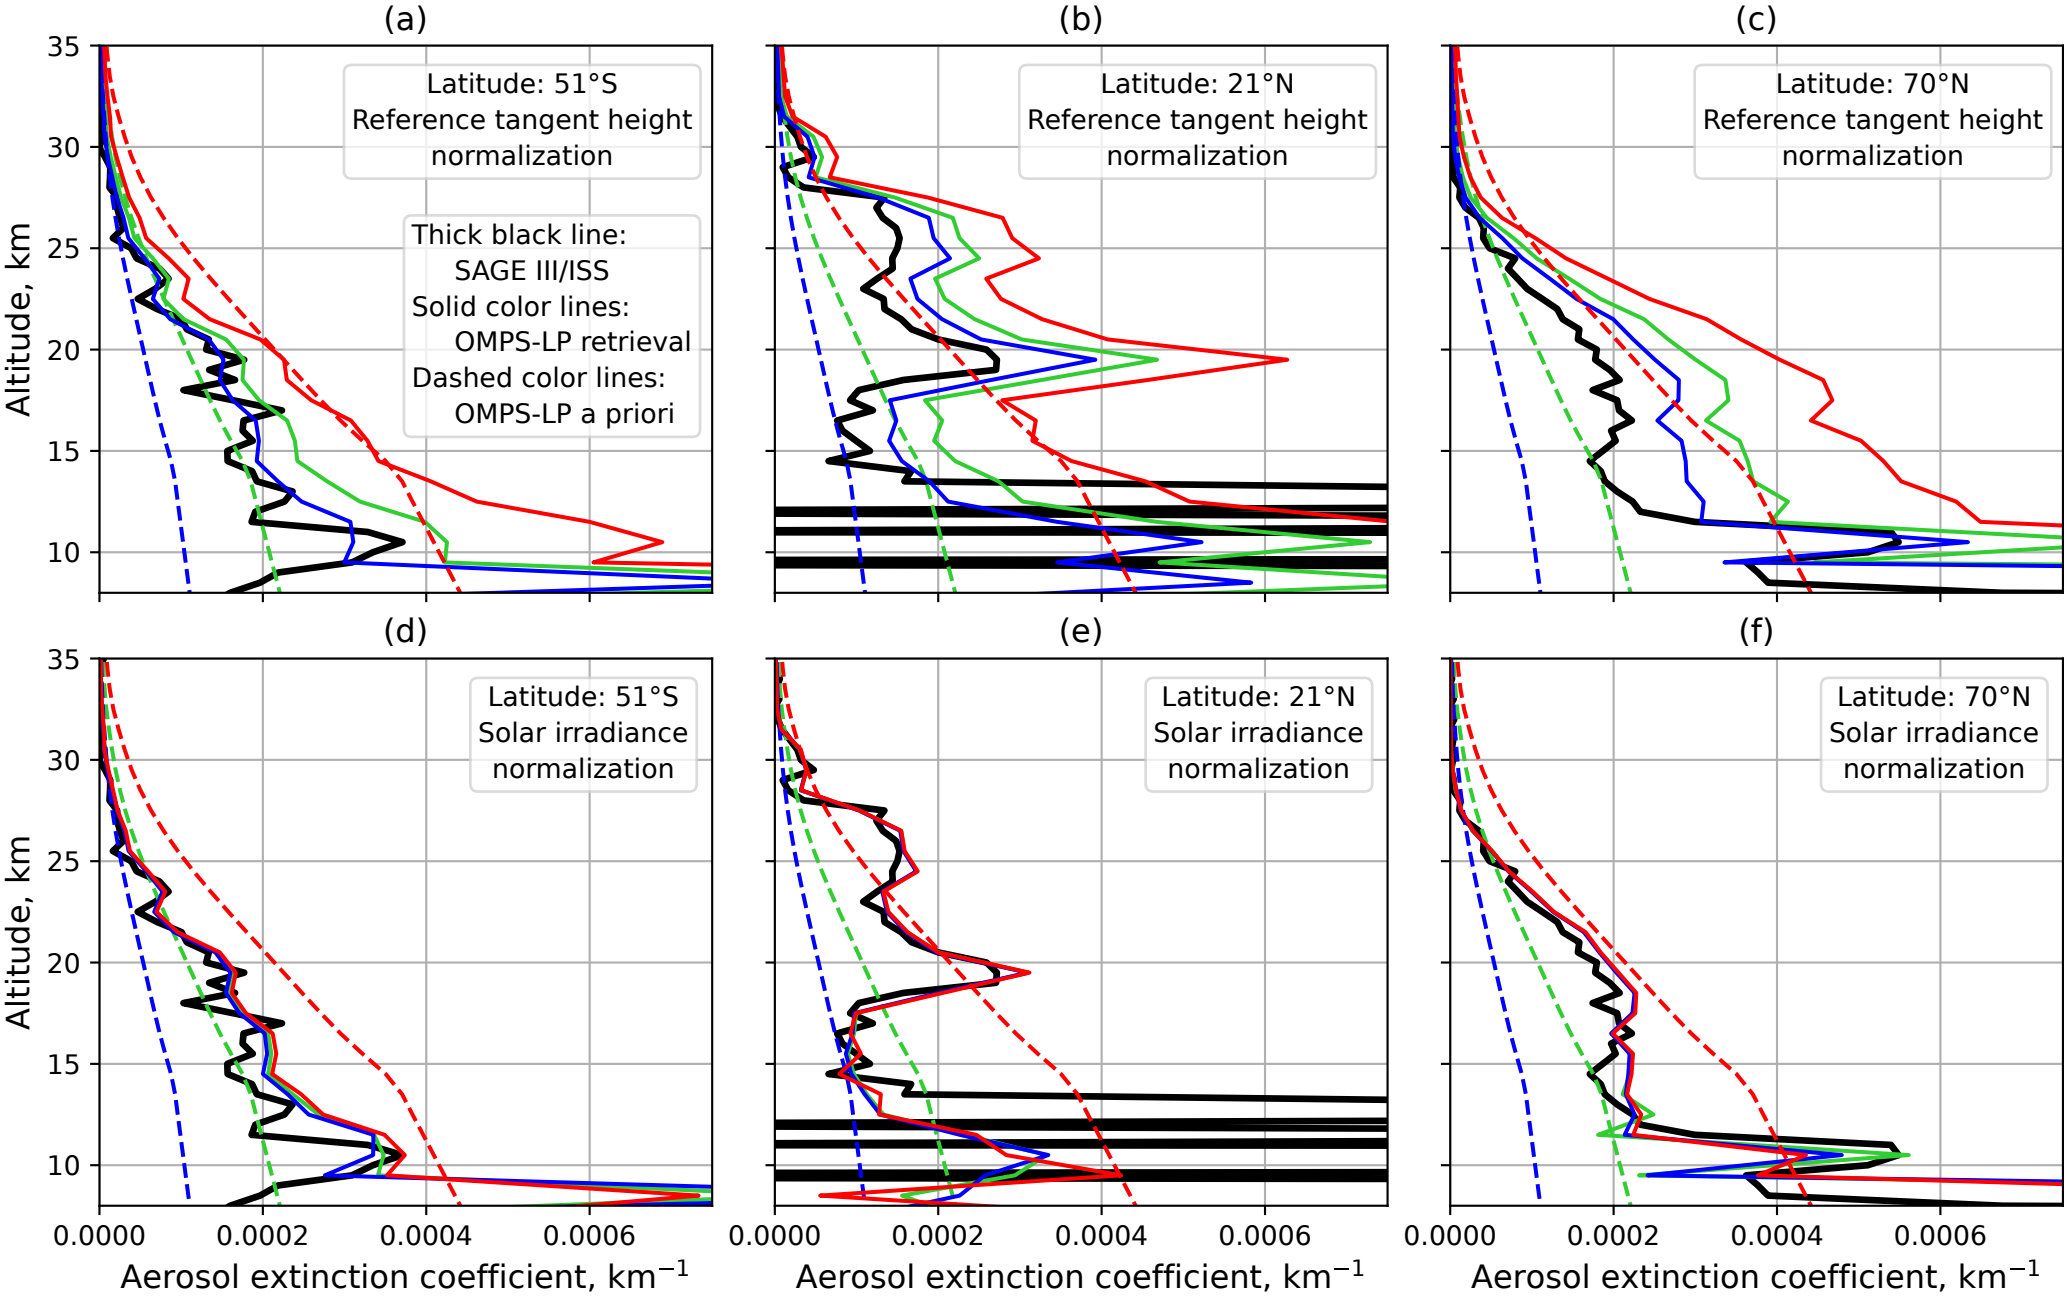 (a)
(b)
(c)
35
30
25
20
15
10
Altitude, km
Latitude: 51°S
Reference tangent height
normalization
Thick black line:
SAGE III/ISS
Solid color lines:
OMPS-LP retrieval
Dashed color lines:
OMPS-LP a priori
Latitude: 21°N
Reference tangent height
normalization
Latitude: 70°N
Reference tangent height
normalization
(d)
(e)
(f)
35
30
25
20
15
10
Altitude, km
Latitude: 51°S
Solar irradiance
normalization
Latitude: 21°N
Solar irradiance
normalization
Latitude: 70°N
Solar irradiance
normalization
0.0000 0.0002 0.0004 0.0006
0.0000 0.0002 0.0004 0.0006
0.0000 0.0002 0.0004 0.0006
Aerosol extinction coefficient, km⁻¹
Aerosol extinction coefficient, km⁻¹
Aerosol extinction coefficient, km⁻¹